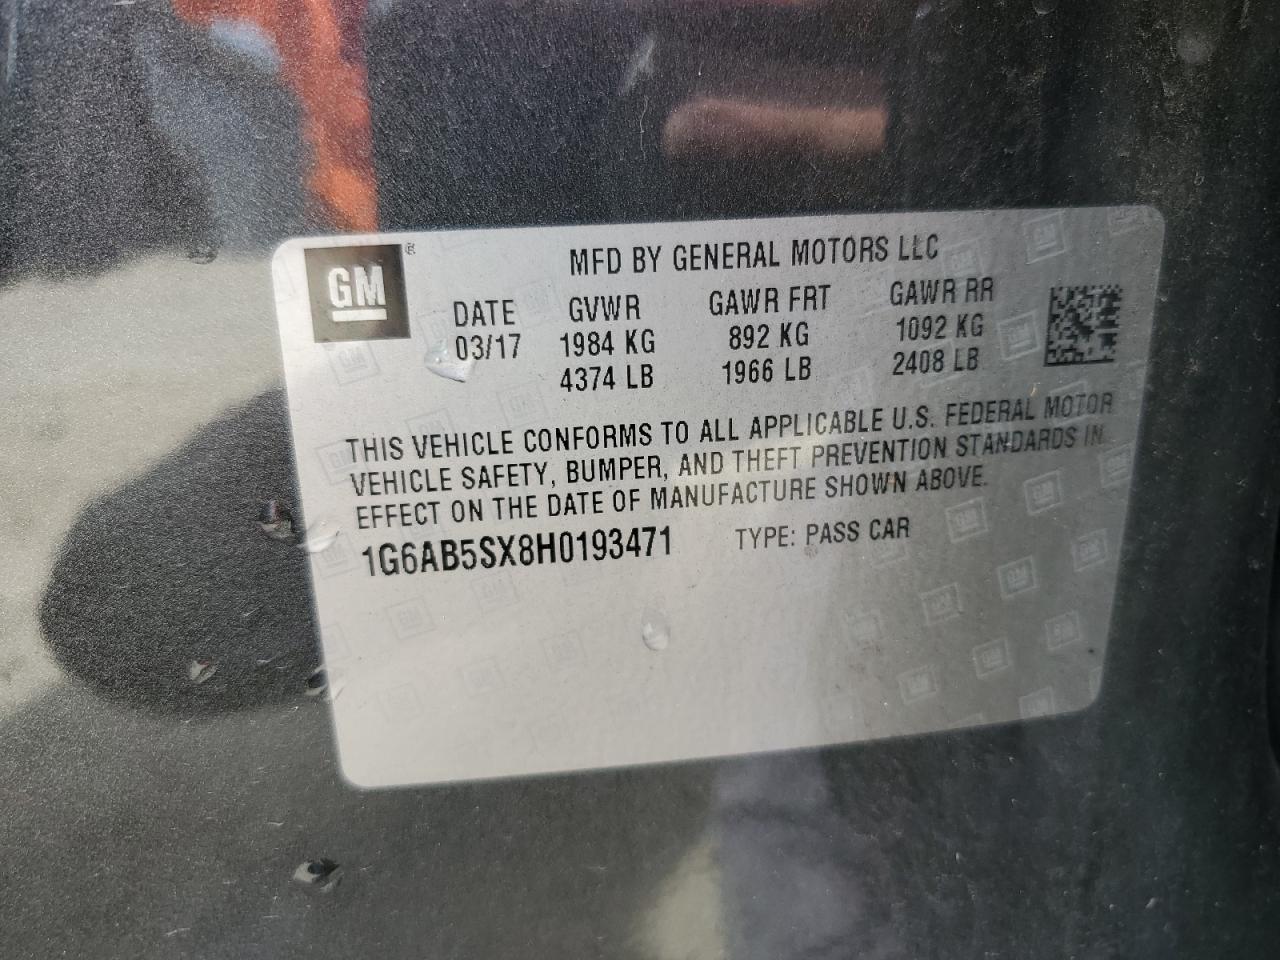 GM ®
MFD BY GENERAL MOTORS LLC
DATE GVWR GAWR FRT GAWR RR
03/17 1984 KG 892 KG 1092 KG
4374 LB 1966 LB 2408 LB
THIS VEHICLE CONFORMS TO ALL APPLICABLE U.S. FEDERAL MOTOR
VEHICLE SAFETY, BUMPER, AND THEFT PREVENTION STANDARDS IN
EFFECT ON THE DATE OF MANUFACTURE SHOWN ABOVE.
1G6AB5SX8H0193471 TYPE: PASS CAR